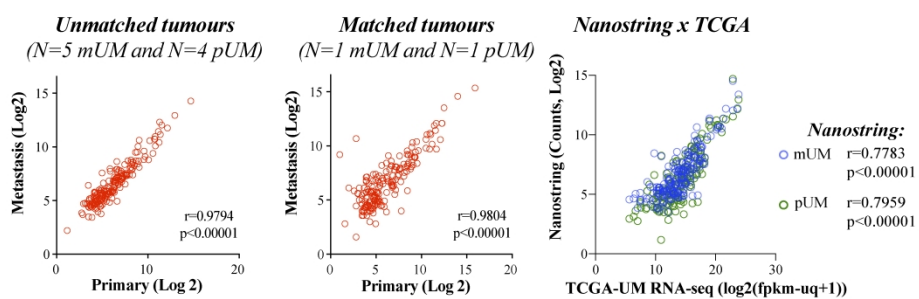 Unmatched tumours
(N=5 mUM and N=4 pUM)
Metastasis (Log2)
15
10
5
0
0
10
20
Primary (Log 2)
r=0.9794
p<0.00001
Matched tumours
(N=1 mUM and N=1 pUM)
Metastasis (Log2)
15
10
5
0
0
5
10
15
20
Primary (Log 2)
r=0.9804
p<0.00001
Nanostring x TCGA
Nanostring (Counts, Log2)
15
10
5
0
0
10
20
30
TCGA-UM RNA-seq (log2(fpkm-uq+1))
Nanostring:
mUM r=0.7783
p<0.00001
pUM r=0.7959
p<0.00001